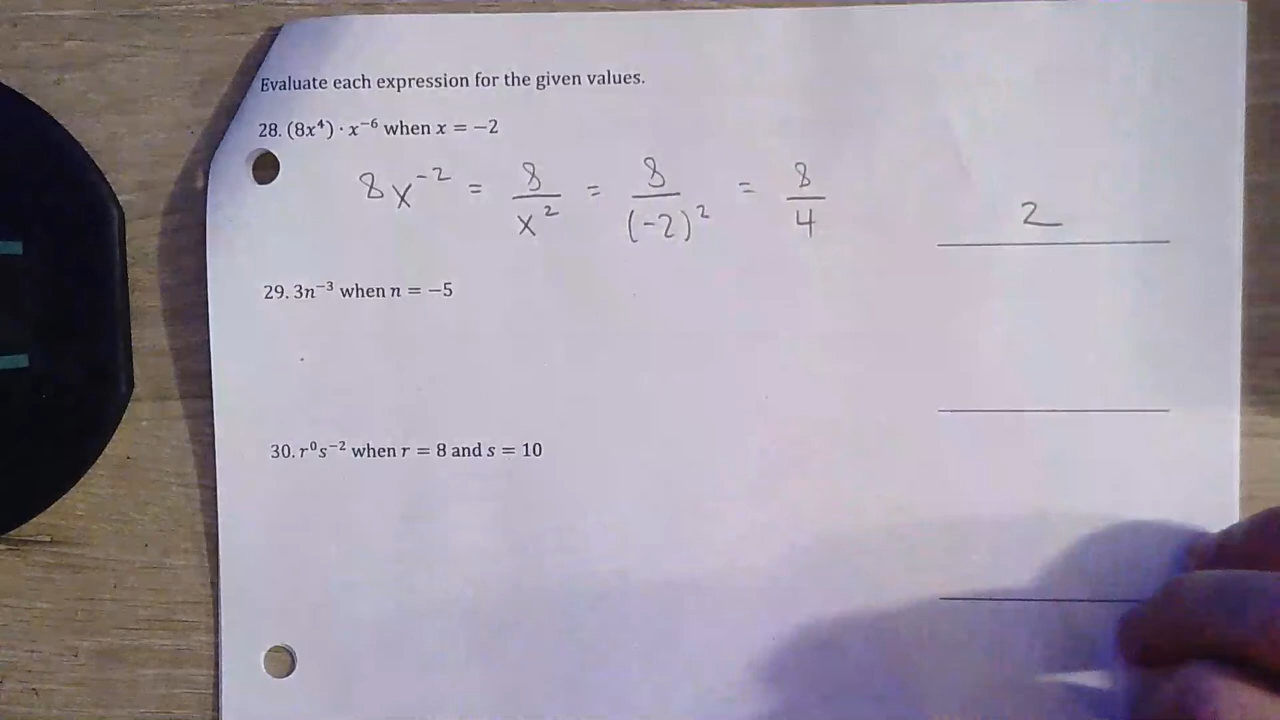 Evaluate each expression for the given values.
28. (8x⁴) · x⁻⁶ when x = −2
8x⁻² = 8/x² = 8/(-2)² = 8/4
2
29. 3n⁻³ when n = −5
30. r⁰s⁻² when r = 8 and s = 10